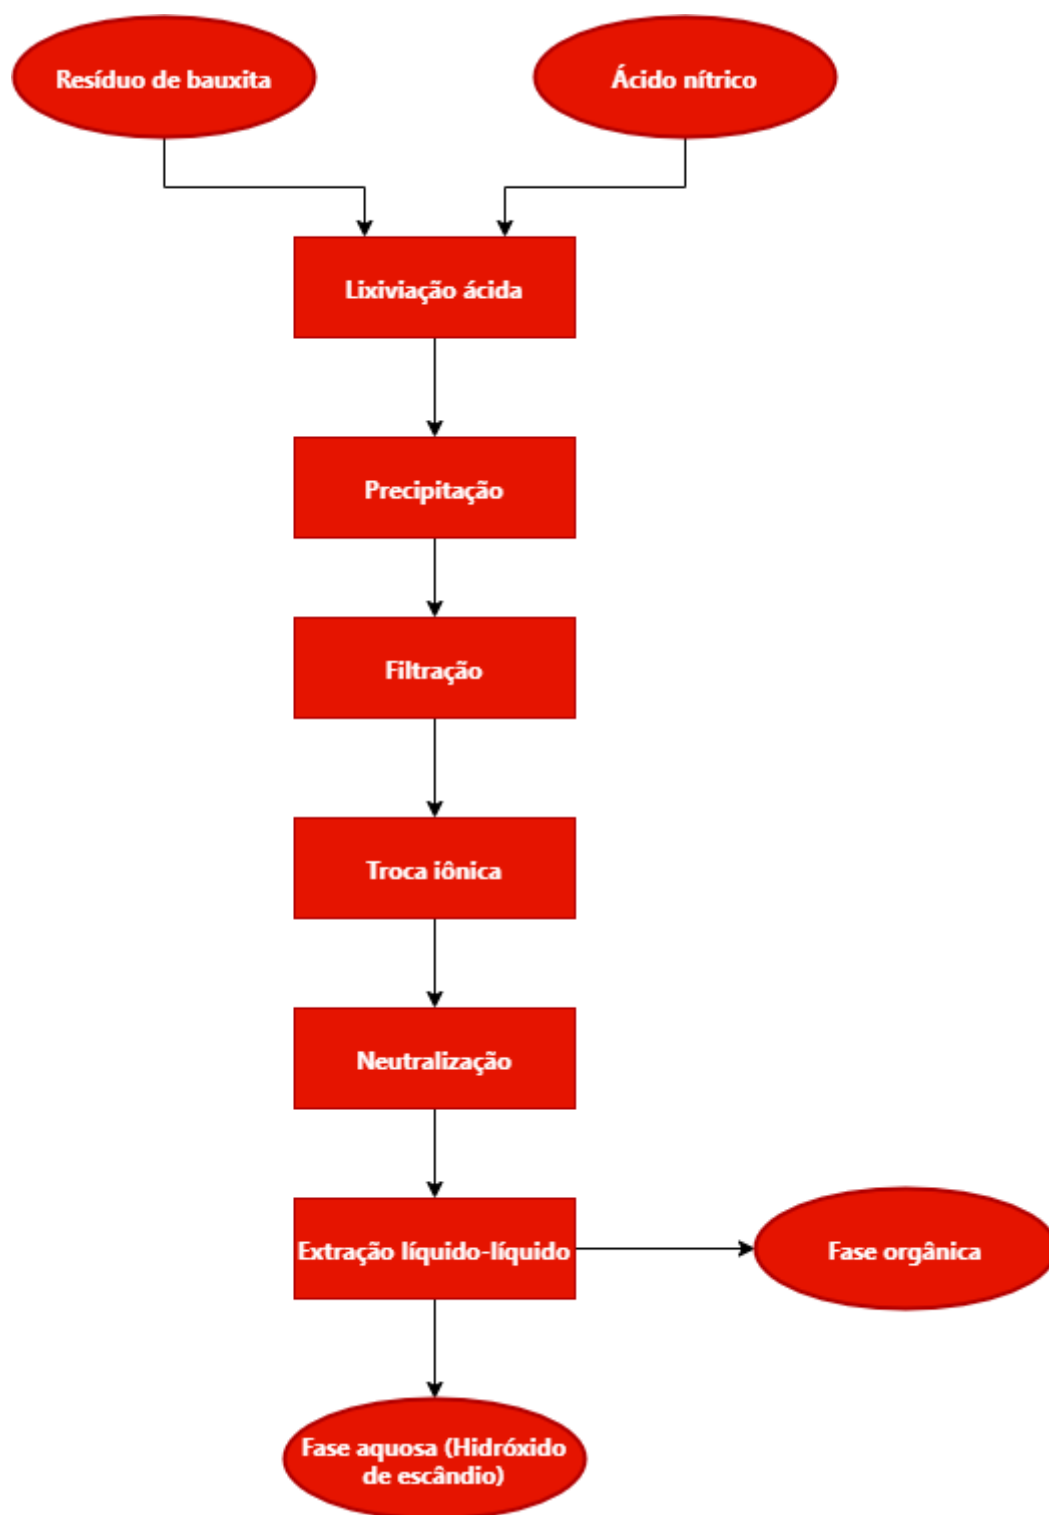 Resíduo de bauxita
Ácido nítrico
Lixiviação ácida
Precipitação
Filtração
Troca iônica
Neutralização
Extração líquido-líquido
Fase orgânica
Fase aquosa (Hidróxido
de escândio)